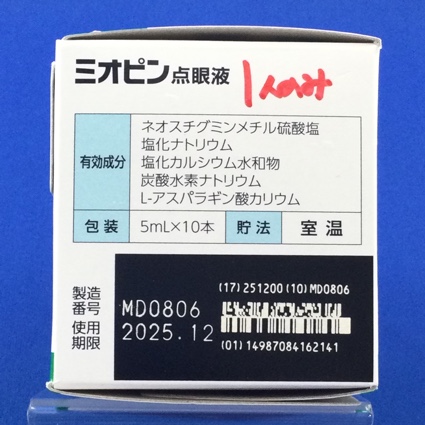 ミオピン点眼液 1人のみ
有効成分
ネオスチグミンメチル硫酸塩
塩化ナトリウム
塩化カルシウム水和物
炭酸水素ナトリウム
L-アスパラギン酸カリウム
包装 5mL×10本 貯法 室温
製造番号 MD0806
使用期限 2025.12
(17)251200(10)MD0806
(01)14987084162141